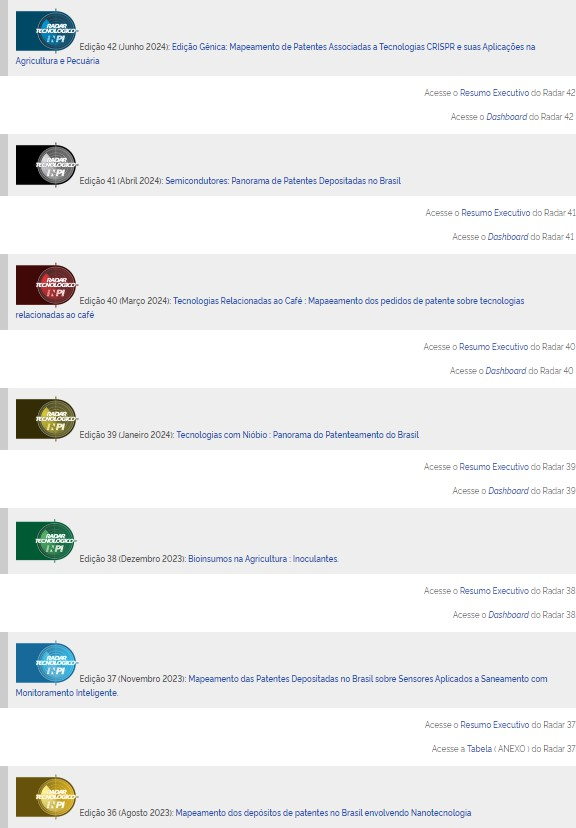 RADAR
TECNOLÓGICO
INPI
Edição 42 (Junho 2024): Edição Gênica: Mapeamento de Patentes Associadas a Tecnologias CRISPR e suas Aplicações na
Agricultura e Pecuária
Acesse o Resumo Executivo do Radar 42
Acesse o Dashboard do Radar 42
RADAR
TECNOLÓGICO
INPI
Edição 41 (Abril 2024): Semicondutores: Panorama de Patentes Depositadas no Brasil
Acesse o Resumo Executivo do Radar 41
Acesse o Dashboard do Radar 41
RADAR
TECNOLÓGICO
INPI
Edição 40 (Março 2024): Tecnologias Relacionadas ao Café : Mapaeamento dos pedidos de patente sobre tecnologias
relacionadas ao café
Acesse o Resumo Executivo do Radar 40
Acesse o Dashboard do Radar 40
RADAR
TECNOLÓGICO
INPI
Edição 39 (Janeiro 2024): Tecnologias com Nióbio : Panorama do Patenteamento do Brasil
Acesse o Resumo Executivo do Radar 39
Acesse o Dashboard do Radar 39
RADAR
TECNOLÓGICO
INPI
Edição 38 (Dezembro 2023): Bioinsumos na Agricultura : Inoculantes.
Acesse o Resumo Executivo do Radar 38
Acesse o Dashboard do Radar 38
RADAR
TECNOLÓGICO
INPI
Edição 37 (Novembro 2023): Mapeamento das Patentes Depositadas no Brasil sobre Sensores Aplicados a Saneamento com
Monitoramento Inteligente.
Acesse o Resumo Executivo do Radar 37
Acesse a Tabela ( ANEXO ) do Radar 37
RADAR
TECNOLÓGICO
INPI
Edição 36 (Agosto 2023): Mapeamento dos depósitos de patentes no Brasil envolvendo Nanotecnologia